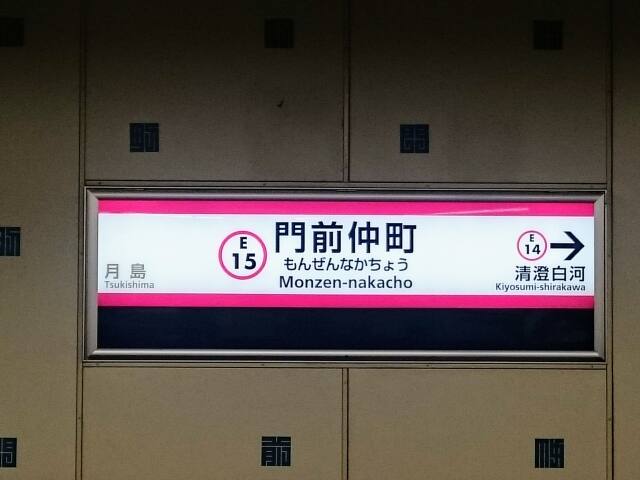 月島
Tsukishima
E
15
門前仲町
もんぜんなかちょう
Monzen-nakacho
E
14
清澄白河
Kiyosumi-shirakawa
前